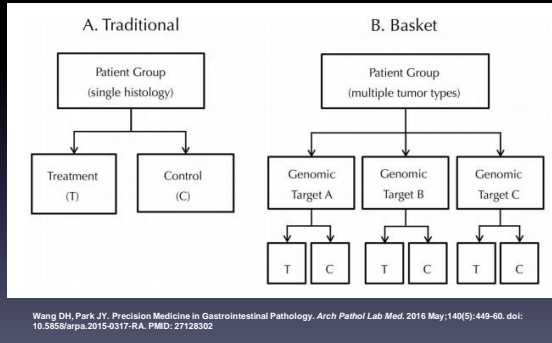 A. Traditional
Patient Group
(single histology)
Treatment
(T)
Control
(C)
B. Basket
Patient Group
(multiple tumor types)
Genomic
Target A
Genomic
Target B
Genomic
Target C
T
C
T
C
T
C
Wang DH, Park JY. Precision Medicine in Gastrointestinal Pathology. Arch Pathol Lab Med. 2016 May;140(5):449-60. doi:
10.5858/arpa.2015-0317-RA. PMID: 27128302